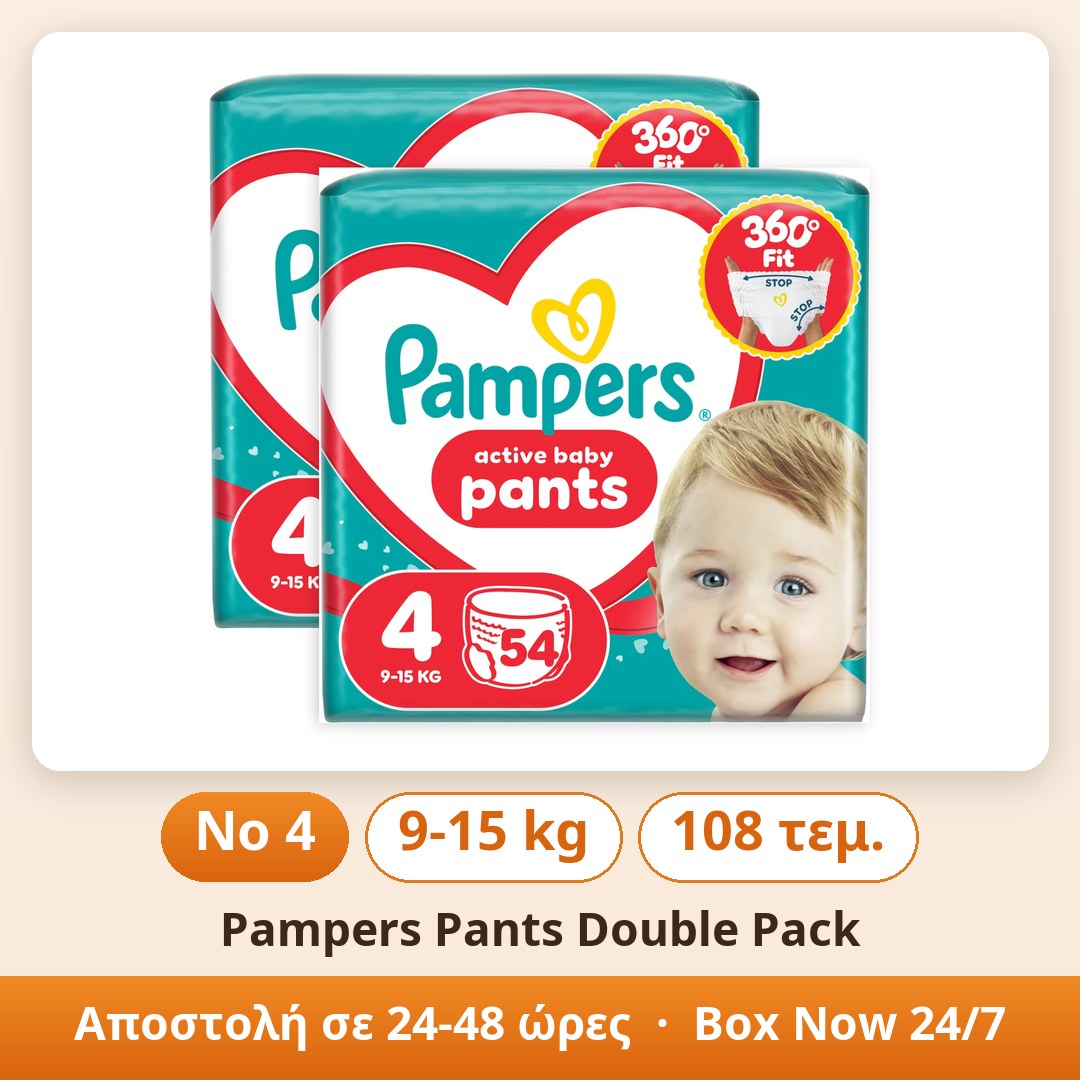 360°
Fit
Pa
4
9-15 K
360°
Fit
STOP
STOP
Pampers®
active baby
pants
4
54
9-15 KG
No 4
9-15 kg
108 τεμ.
Pampers Pants Double Pack
Αποστολή σε 24-48 ώρες · Box Now 24/7